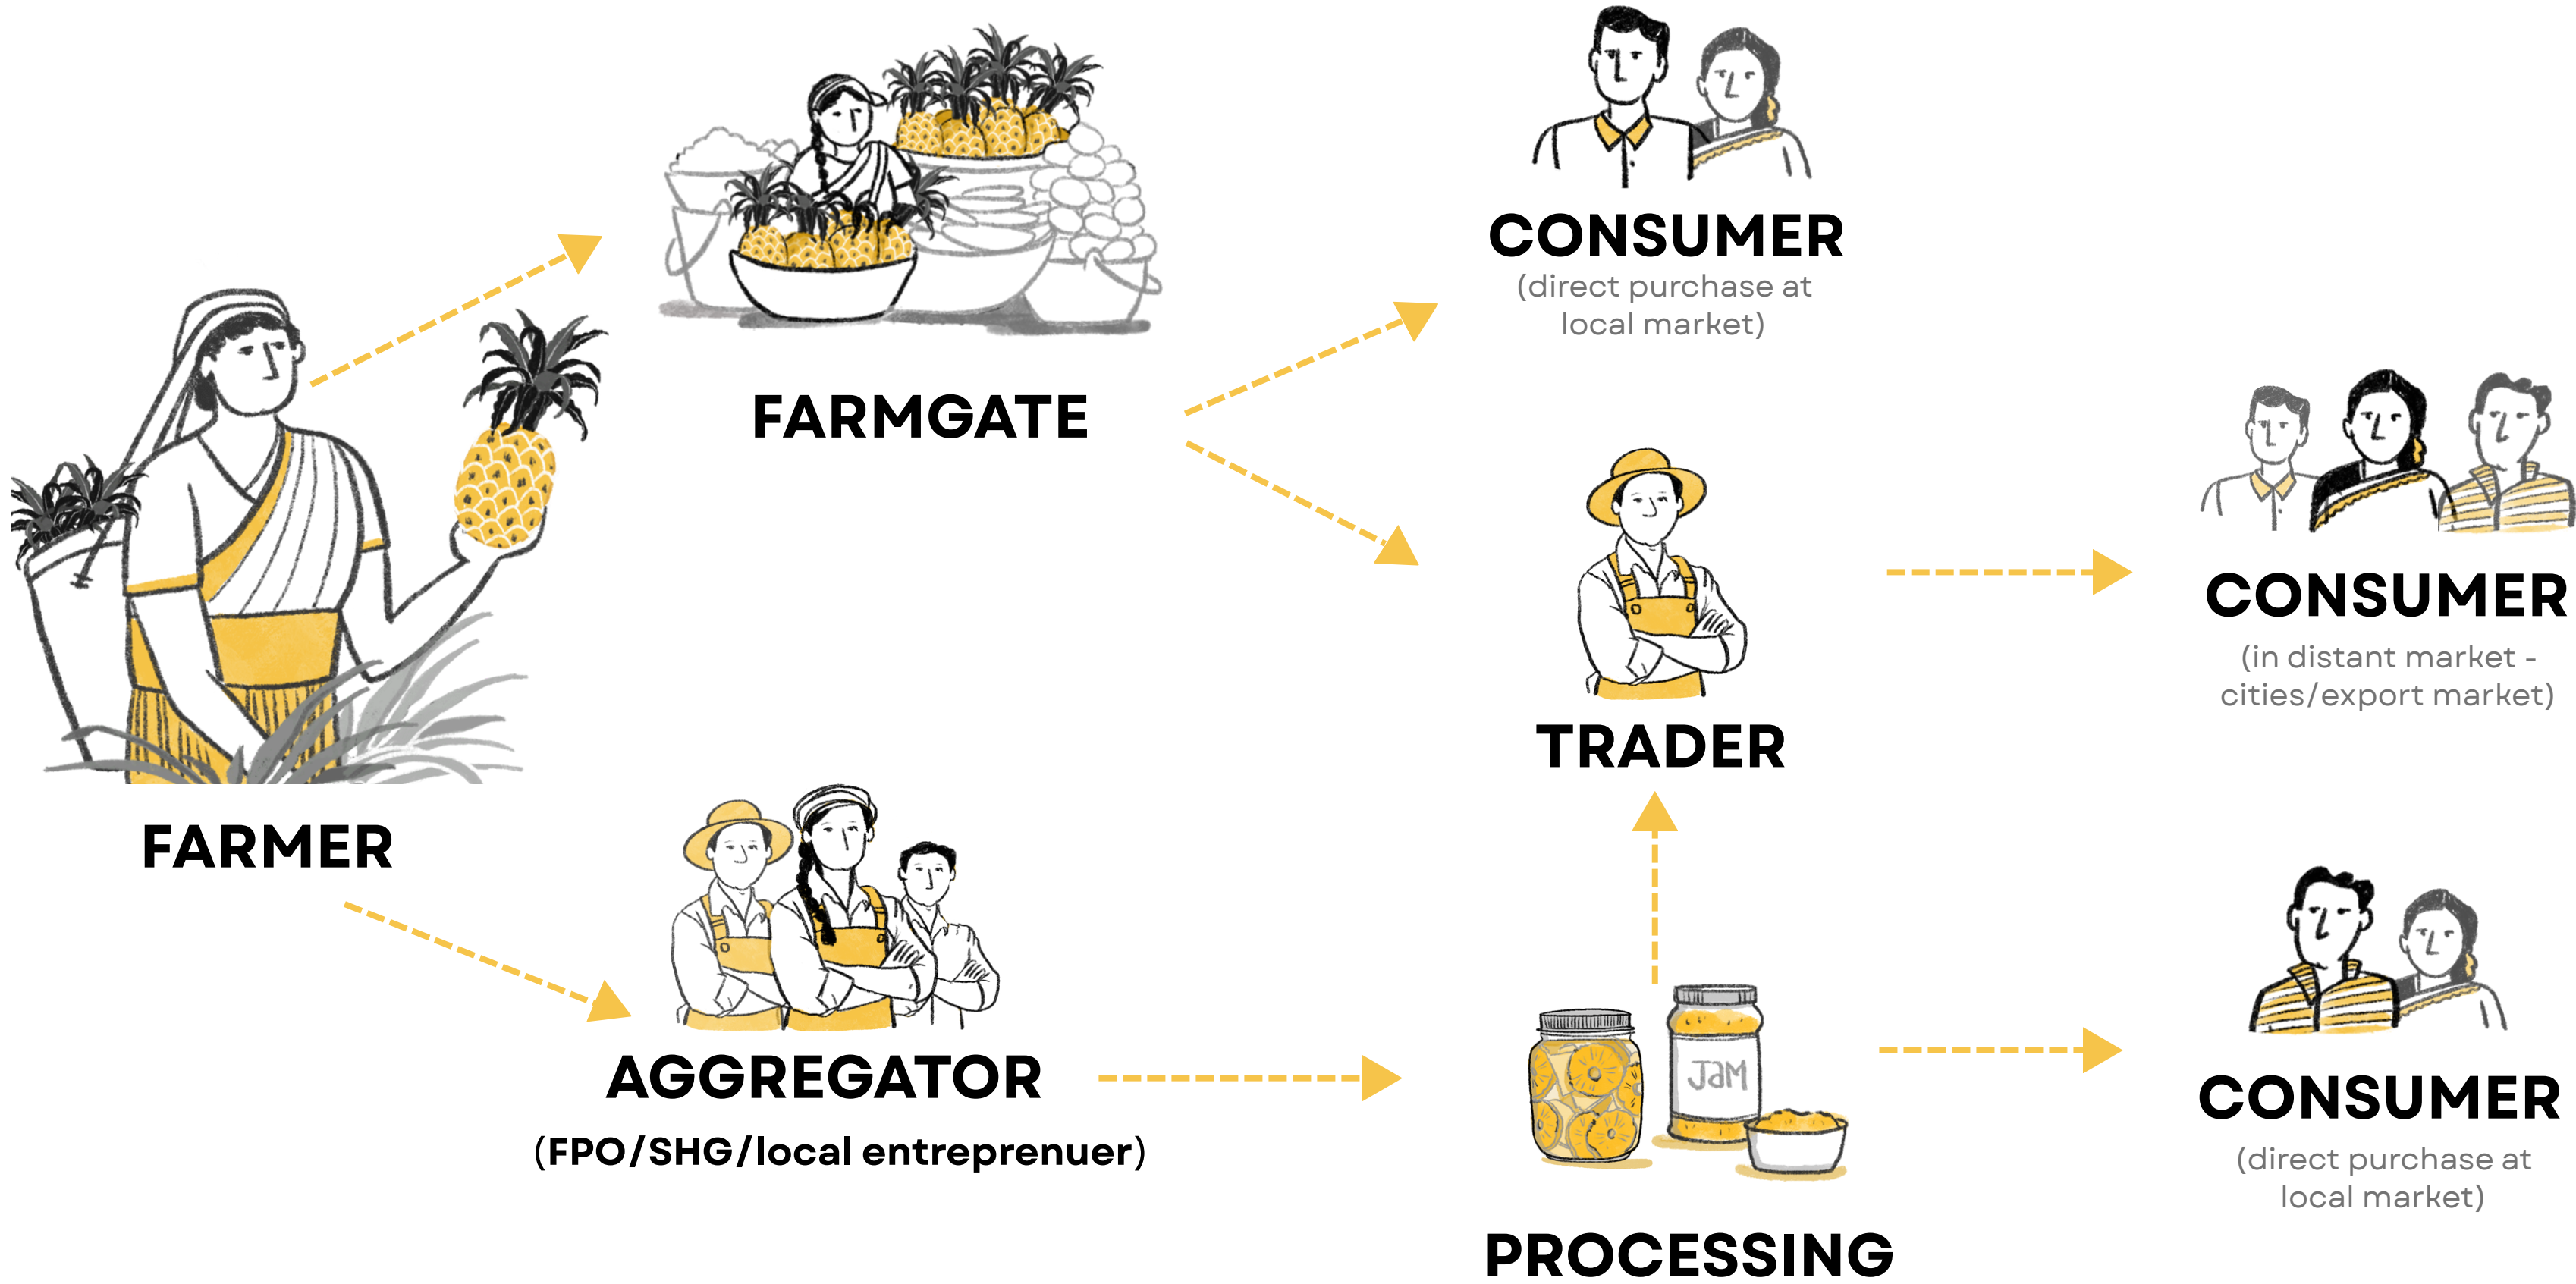 CONSUMER
(direct purchase at
local market)
FARMGATE
CONSUMER
(in distant market -
cities/export market)
TRADER
FARMER
AGGREGATOR
(FPO/SHG/local entreprenuer)
JAM
CONSUMER
(direct purchase at
local market)
PROCESSING